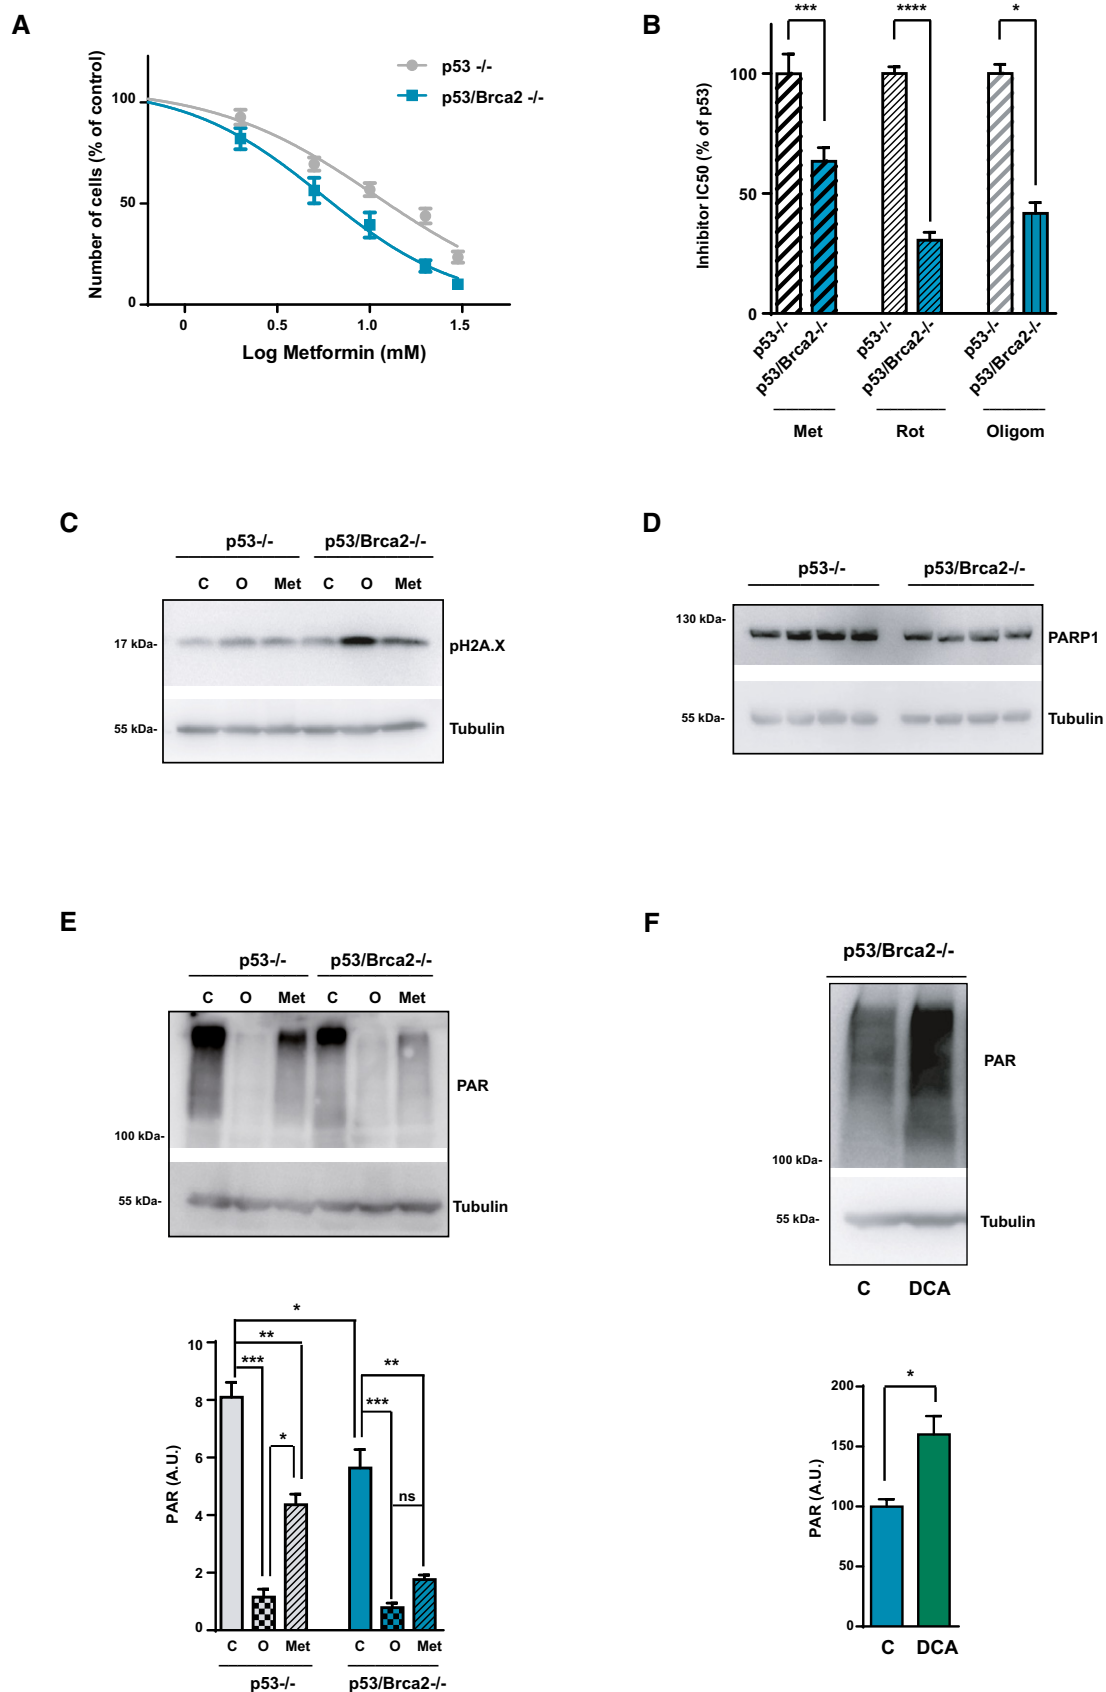 A
Number of cells (% of control)
100
50
0
0
0.5
1.0
1.5
Log Metformin (mM)
p53 -/-
p53/Brca2 -/-
B
Inhibitor IC50 (% of p53)
100
50
0
***
****
*
p53-/-
p53/Brca2-/-
p53-/-
p53/Brca2-/-
p53-/-
p53/Brca2-/-
Met
Rot
Oligom
C
p53-/-
p53/Brca2-/-
C O Met C O Met
17 kDa-
pH2A.X
55 kDa-
Tubulin
D
p53-/-
p53/Brca2-/-
130 kDa-
PARP1
55 kDa-
Tubulin
E
p53-/-
p53/Brca2-/-
C O Met C O Met
PAR
100 kDa-
55 kDa-
Tubulin
PAR (A.U.)
10
8
6
4
2
0
*
**
***
*
**
***
ns
C O Met C O Met
p53-/-
p53/Brca2-/-
F
p53/Brca2-/-
PAR
100 kDa-
55 kDa-
Tubulin
C DCA
PAR (A.U.)
200
150
100
50
0
*
C DCA